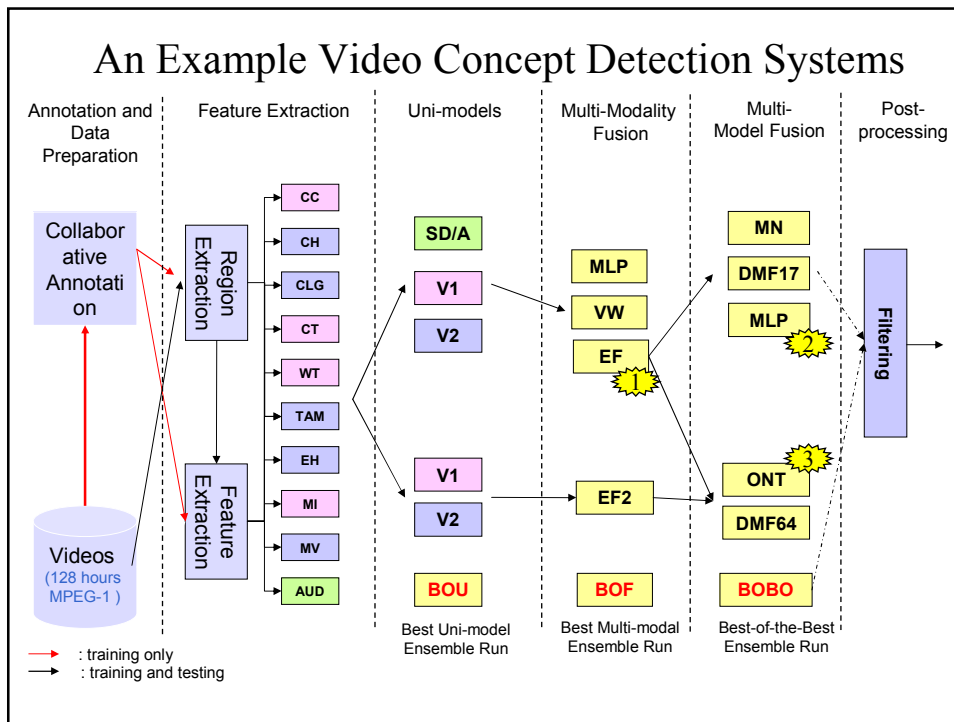 An Example Video Concept Detection Systems
Annotation and
Data
Preparation
Feature Extraction
Uni-models
Multi-Modality
Fusion
Multi-
Model Fusion
Post-
processing
Collabor
ative
Annotati
on
Videos
(128 hours
MPEG-1 )
Region
Extraction
Feature
Extraction
CC
CH
CLG
CT
WT
TAM
EH
MI
MV
AUD
SD/A
V1
V2
V1
V2
BOU
Best Uni-model
Ensemble Run
MLP
VW
EF
1
EF2
BOF
Best Multi-modal
Ensemble Run
MN
DMF17
MLP
2
3
ONT
DMF64
BOBO
Best-of-the-Best
Ensemble Run
Filtering
: training only
: training and testing